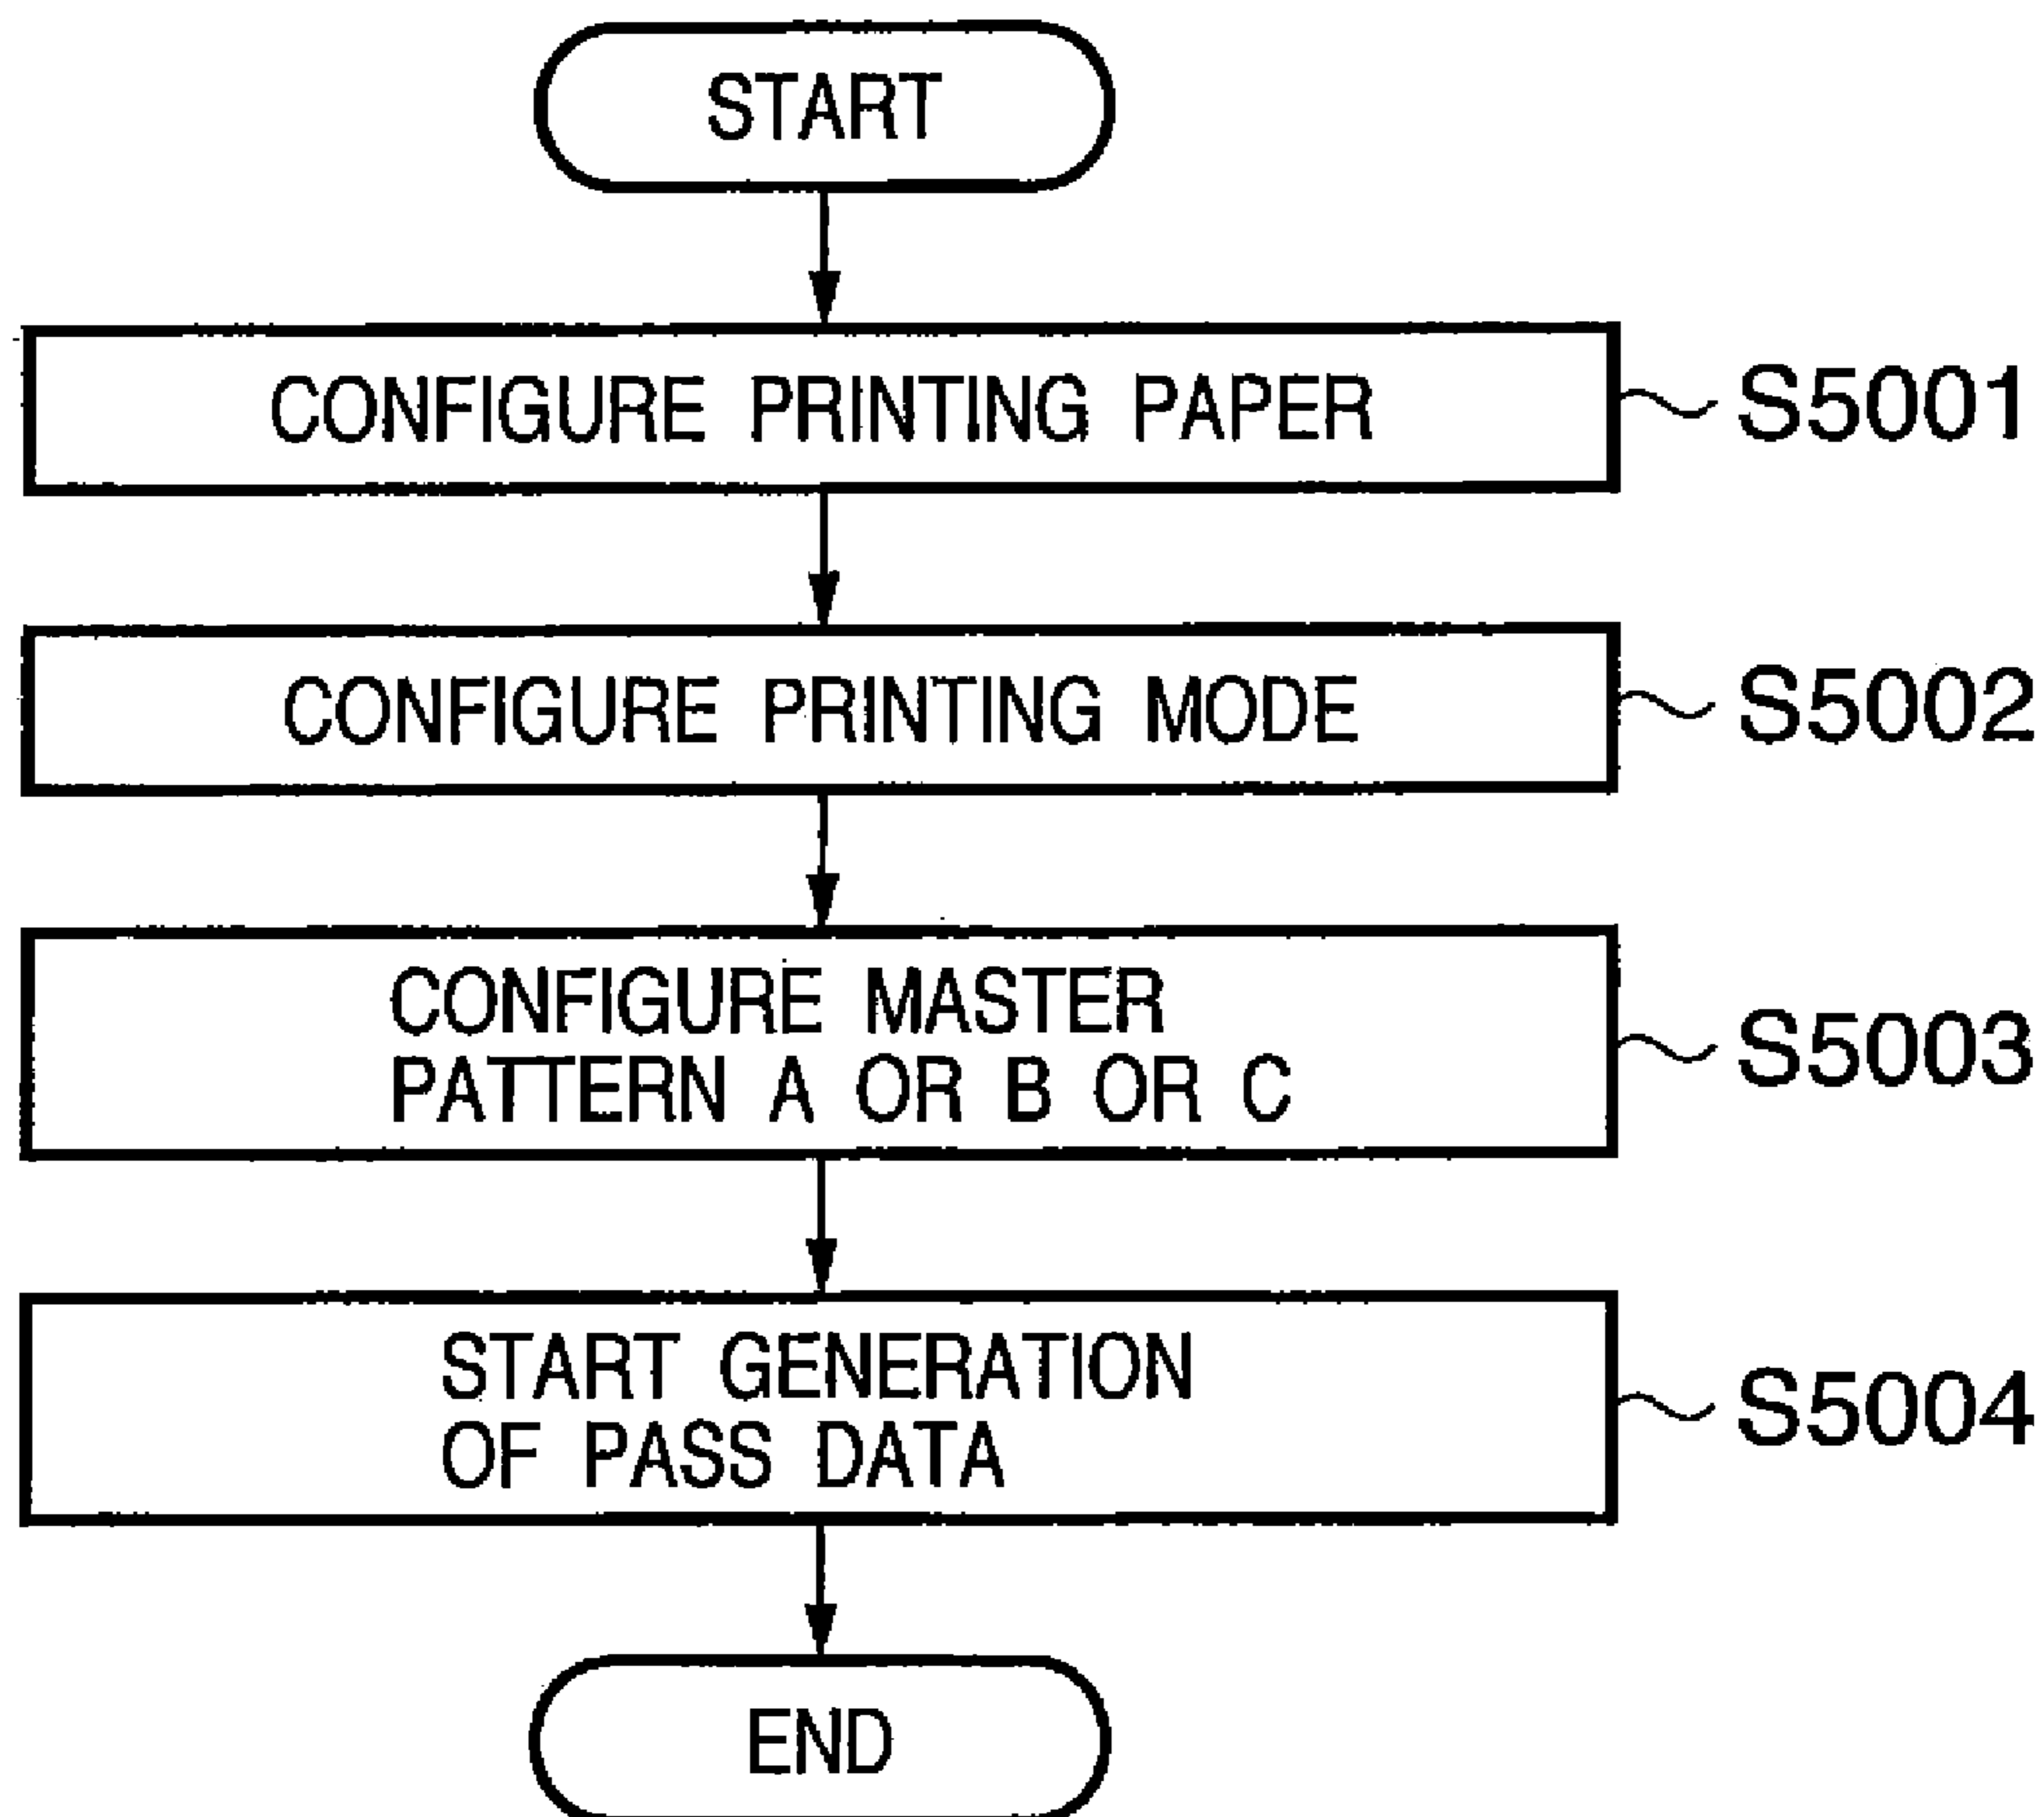 START
CONFIGURE PRINTING PAPER
S5001
CONFIGURE PRINTING MODE
S5002
CONFIGURE MASTER
PATTERN A OR B OR C
S5003
START GENERATION
OF PASS DATA
S5004
END